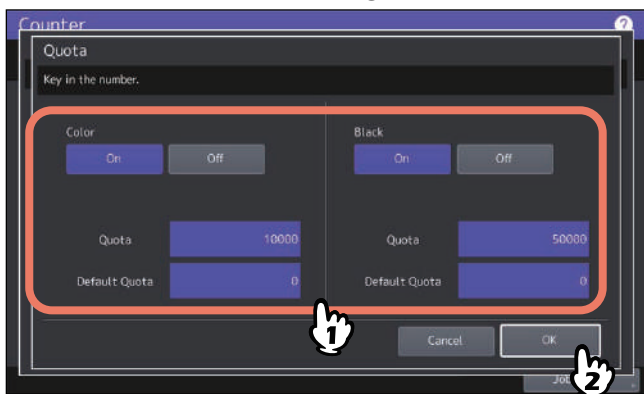 Counter ?
Quota
Key in the number.
Color Black
On Off On Off
Quota 10000 Quota 50000
Default Quota 0 Default Quota 0
1
Cancel OK
2